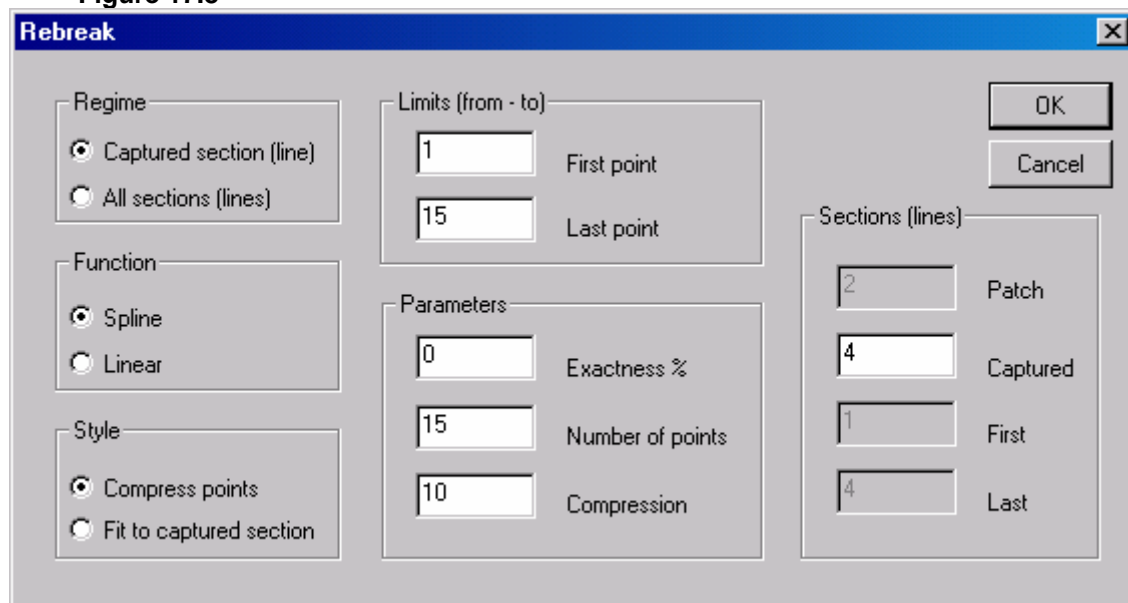 Rebreak
Regime
Captured section (line)
All sections (lines)
Function
Spline
Linear
Style
Compress points
Fit to captured section
Limits (from - to)
1 First point
15 Last point
Parameters
0 Exactness %
15 Number of points
10 Compression
OK
Cancel
Sections (lines)
2 Patch
4 Captured
1 First
4 Last